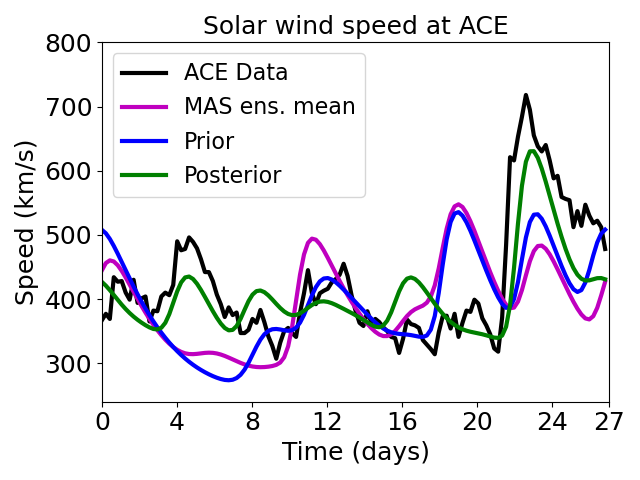 Solar wind speed at ACE
800
700
600
500
400
300
Speed (km/s)
ACE Data
MAS ens. mean
Prior
Posterior
0 4 8 12 16 20 24 27
Time (days)